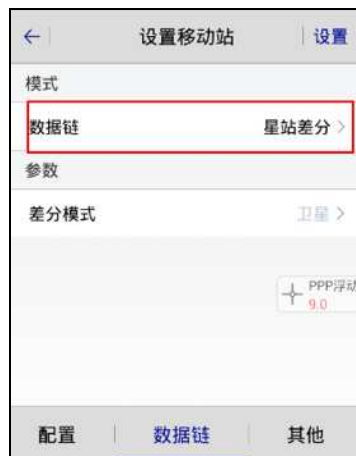 设置移动站 设置
模式
数据链 星站差分
参数
差分模式 卫星
PPP浮动
9.0
配置 数据链 其他